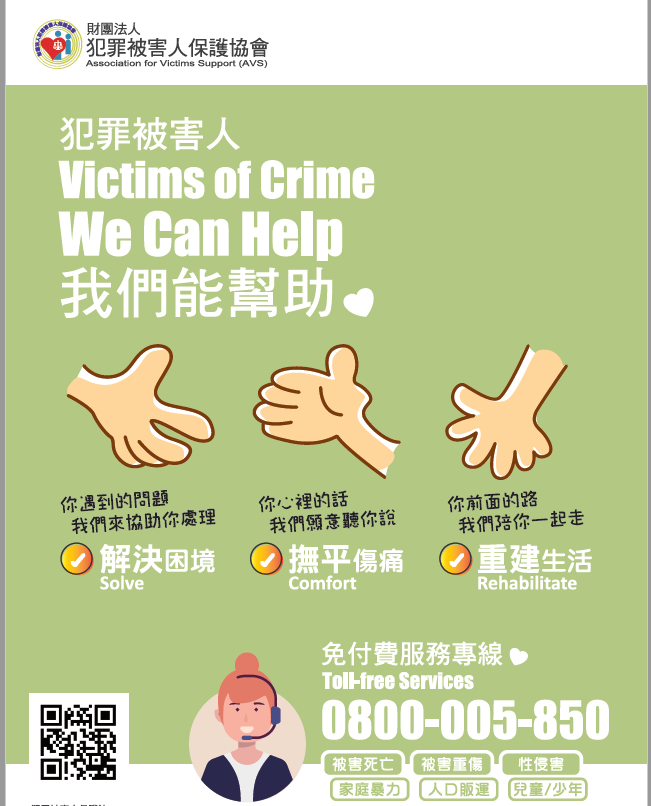 財團法人
犯罪被害人保護協會
Association for Victims Support (AVS)
犯罪被害人
Victims of Crime
We Can Help
我們能幫助
你遇到的問題
我們來協助你處理
解決困境
Solve
你心裡的話
我們願意聽你說
撫平傷痛
Comfort
你前面的路
我們陪你一起走
重建生活
Rehabilitate
免付費服務專線
Toll-free Services
0800-005-850
被害死亡 被害重傷 性侵害
家庭暴力 人口販運 兒童/少年